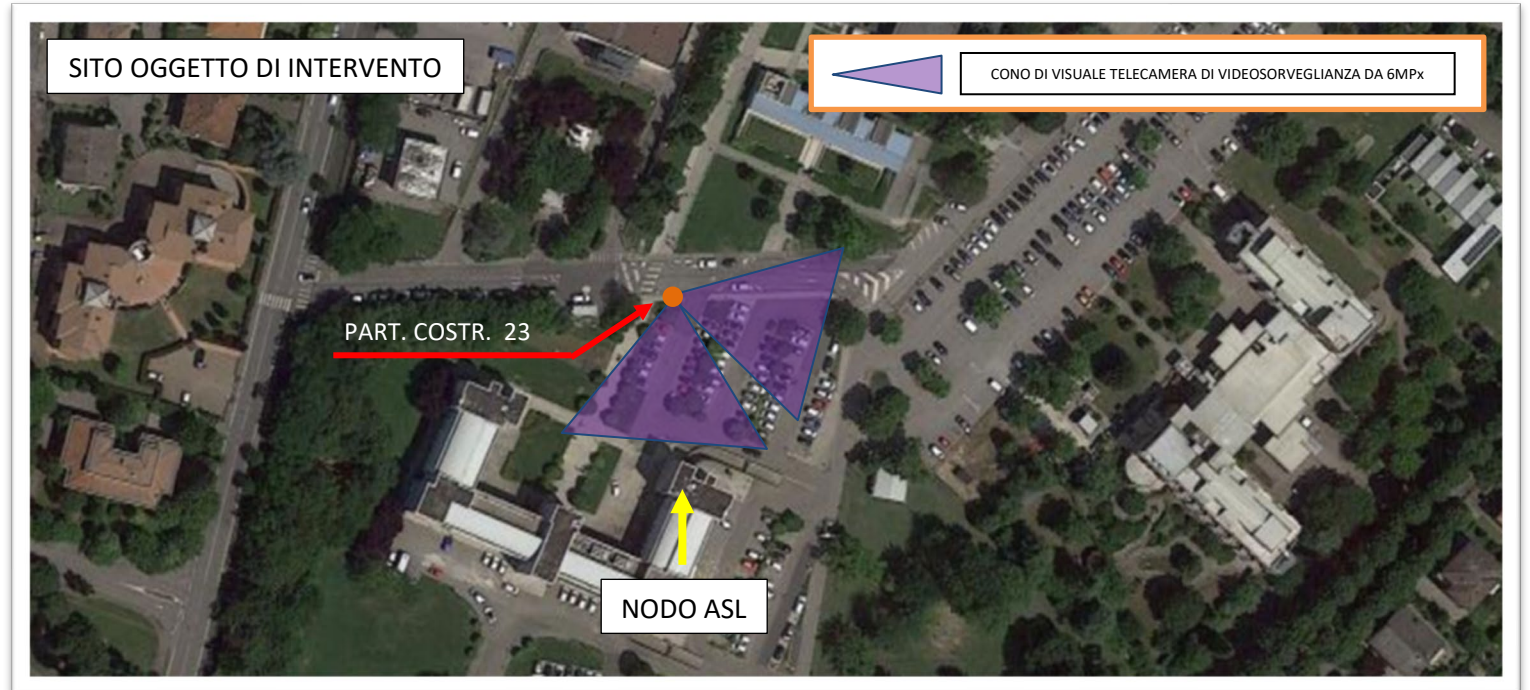 SITO OGGETTO DI INTERVENTO
CONO DI VISUALE TELECAMERA DI VIDEOSORVEGLIANZA DA 6MPx
PART. COSTR. 23
NODO ASL